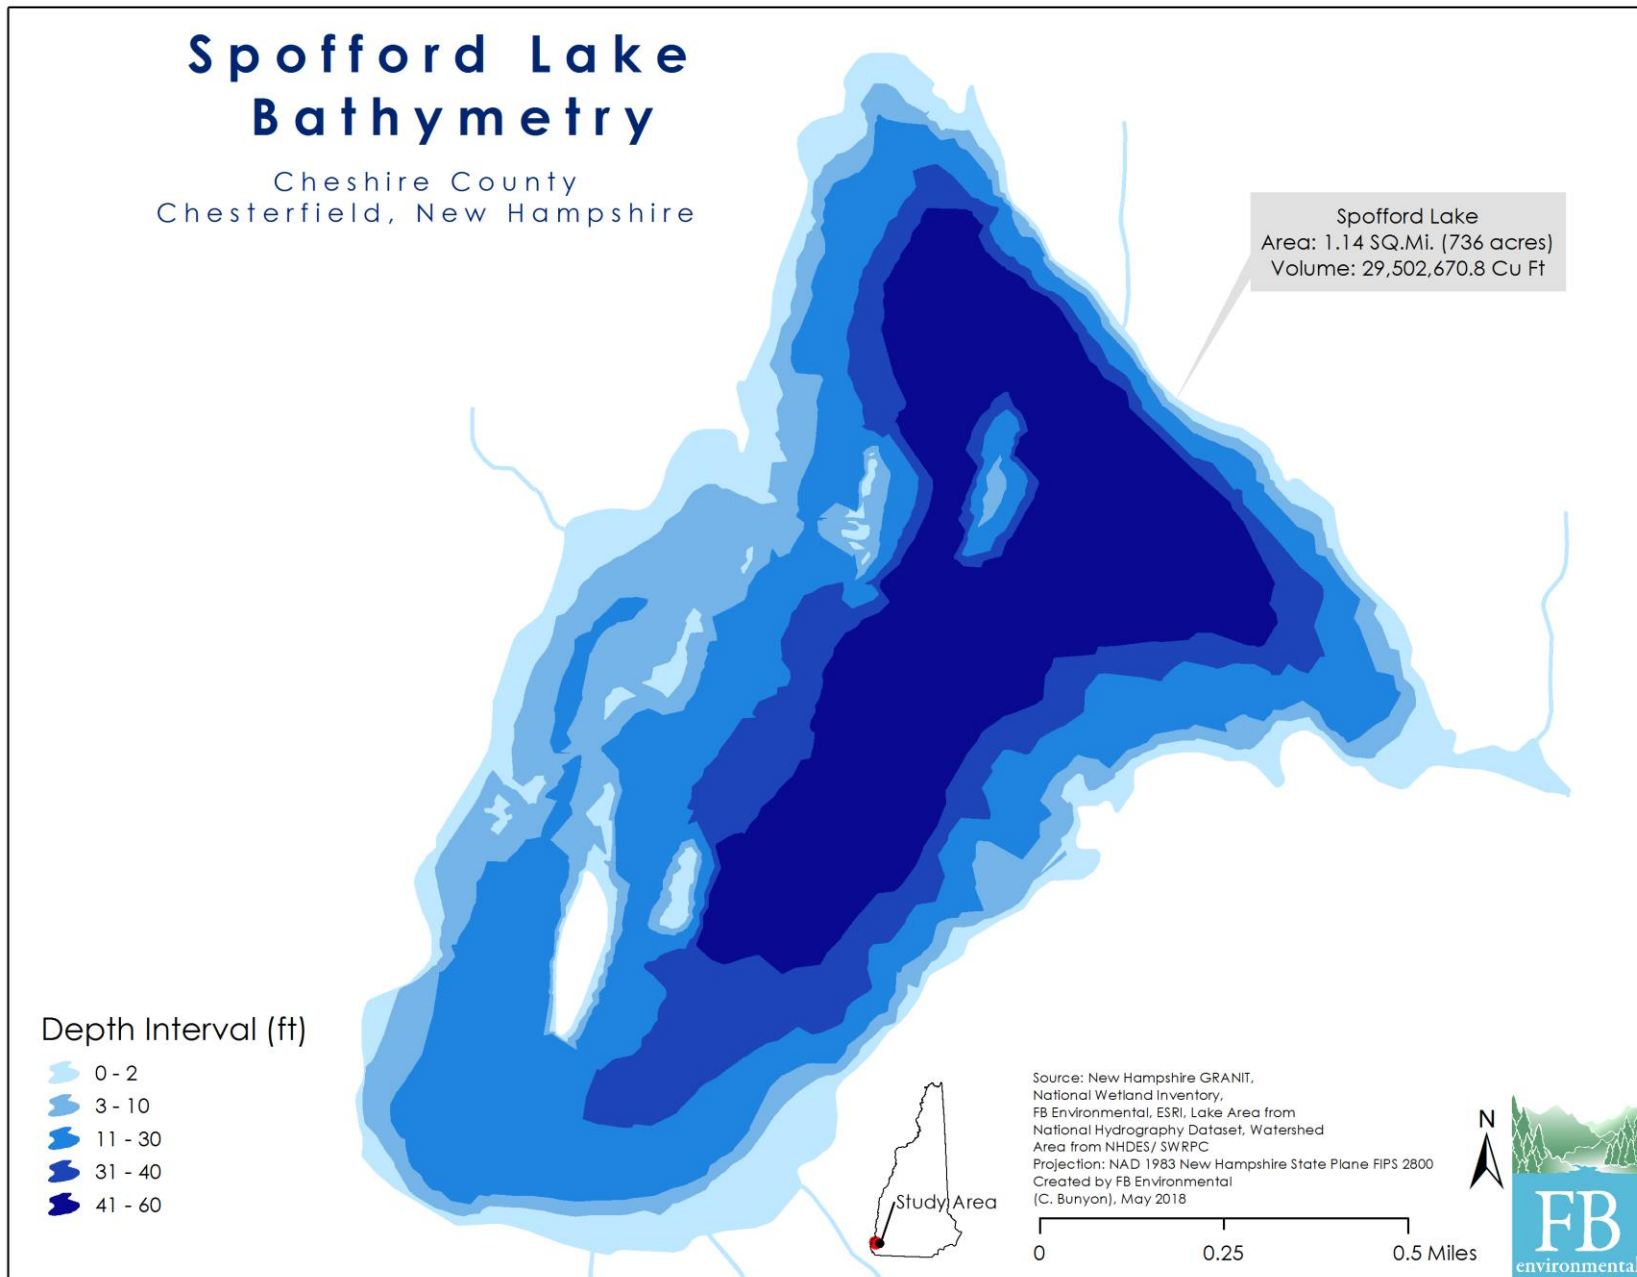 Spofford Lake
Bathymetry
Cheshire County
Chesterfield, New Hampshire
Spofford Lake
Area: 1.14 SQ.Mi. (736 acres)
Volume: 29,502,670.8 Cu Ft
Depth Interval (ft)
0 - 2
3 - 10
11 - 30
31 - 40
41 - 60
Study Area
Source: New Hampshire GRANIT,
National Wetland Inventory,
FB Environmental, ESRI, Lake Area from
National Hydrography Dataset, Watershed
Area from NHDES/ SWRPC
Projection: NAD 1983 New Hampshire State Plane FIPS 2800
Created by FB Environmental
(C. Bunyon), May 2018
0 0.25 0.5 Miles
N
FB
environmental